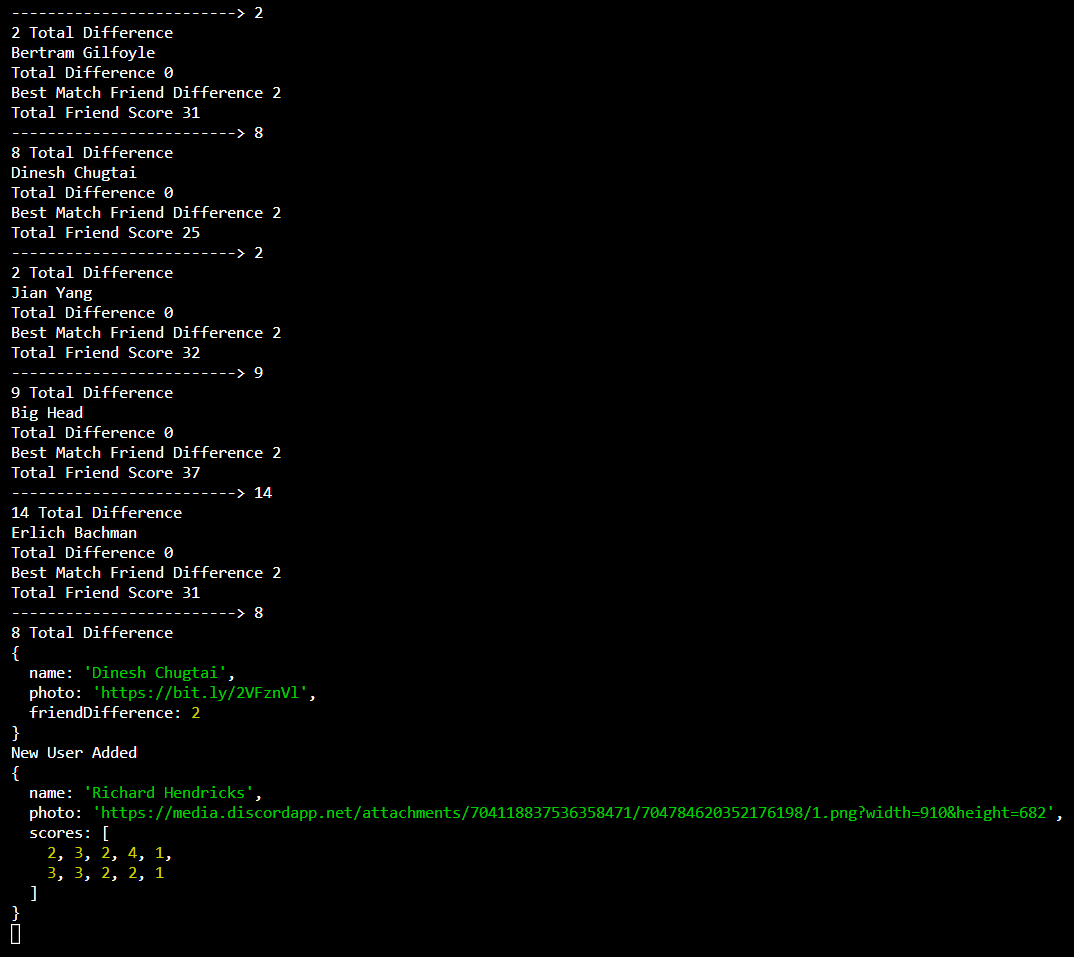 -------------------------> 2
2 Total Difference
Bertram Gilfoyle
Total Difference 0
Best Match Friend Difference 2
Total Friend Score 31
-------------------------> 8
8 Total Difference
Dinesh Chugtai
Total Difference 0
Best Match Friend Difference 2
Total Friend Score 25
-------------------------> 2
2 Total Difference
Jian Yang
Total Difference 0
Best Match Friend Difference 2
Total Friend Score 32
-------------------------> 9
9 Total Difference
Big Head
Total Difference 0
Best Match Friend Difference 2
Total Friend Score 37
-------------------------> 14
14 Total Difference
Erlich Bachman
Total Difference 0
Best Match Friend Difference 2
Total Friend Score 31
-------------------------> 8
8 Total Difference
{
  name: 'Dinesh Chugtai',
  photo: 'https://bit.ly/2VFznVl',
  friendDifference: 2
}
New User Added
{
  name: 'Richard Hendricks',
  photo: 'https://media.discordapp.net/attachments/704118837536358471/704784620352176198/1.png?width=910&height=682',
  scores: [
    2, 3, 2, 4, 1,
    3, 3, 2, 2, 1
  ]
}